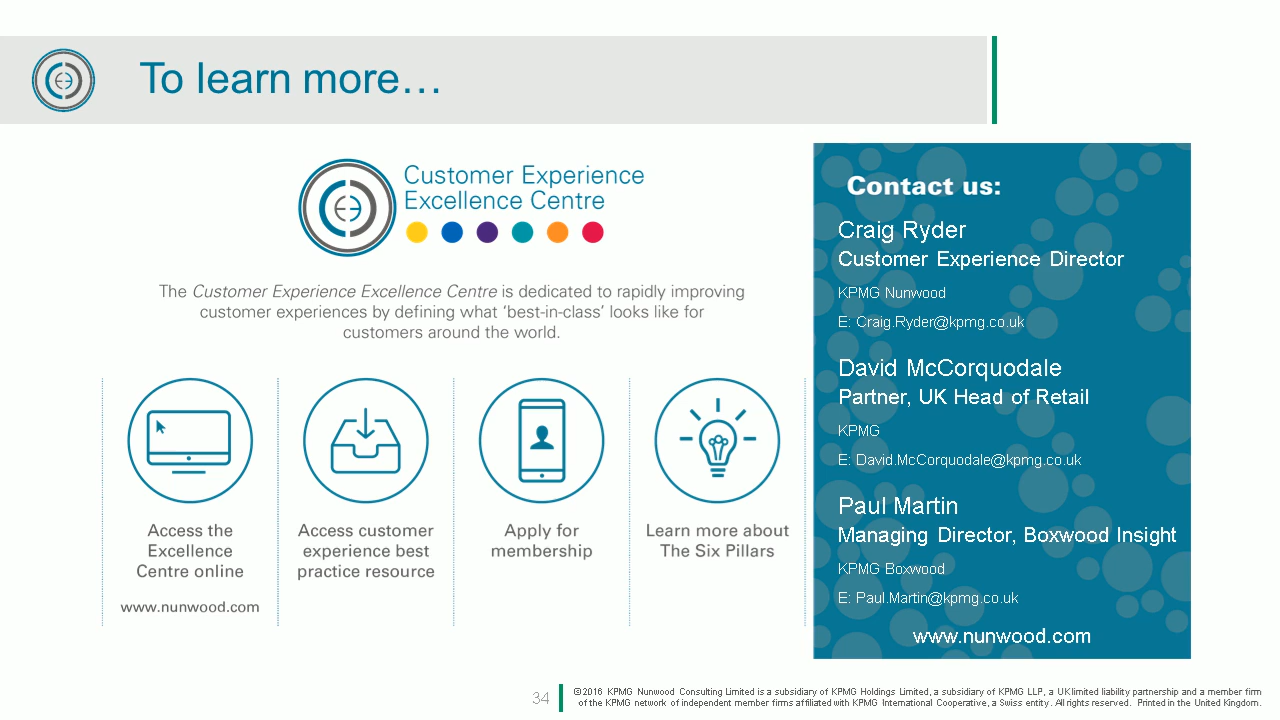 To learn more…
Customer Experience
Excellence Centre
The Customer Experience Excellence Centre is dedicated to rapidly improving
customer experiences by defining what ‘best-in-class’ looks like for
customers around the world.
Access the
Excellence
Centre online
www.nunwood.com
Access customer
experience best
practice resource
Apply for
membership
Learn more about
The Six Pillars
Contact us:
Craig Ryder
Customer Experience Director
KPMG Nunwood
E: Craig.Ryder@kpmg.co.uk
David McCorquodale
Partner, UK Head of Retail
KPMG
E: David.McCorquodale@kpmg.co.uk
Paul Martin
Managing Director, Boxwood Insight
KPMG Boxwood
E: Paul.Martin@kpmg.co.uk
www.nunwood.com
34
©2016 KPMG Nunwood Consulting Limited is a subsidiary of KPMG Holdings Limited, a subsidiary of KPMG LLP, a UK limited liability partnership and a member firm
of the KPMG network of independent member firms affiliated with KPMG International Cooperative, a Swiss entity. All rights reserved. Printed in the United Kingdom.